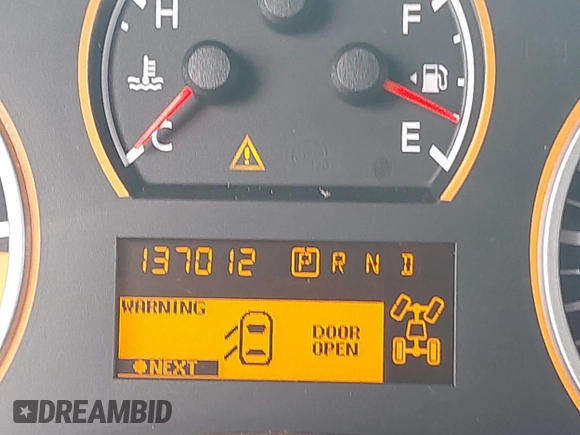 H
F
C
E
137012 P R N D
WARNING
DOOR
OPEN
NEXT
DREAMBID